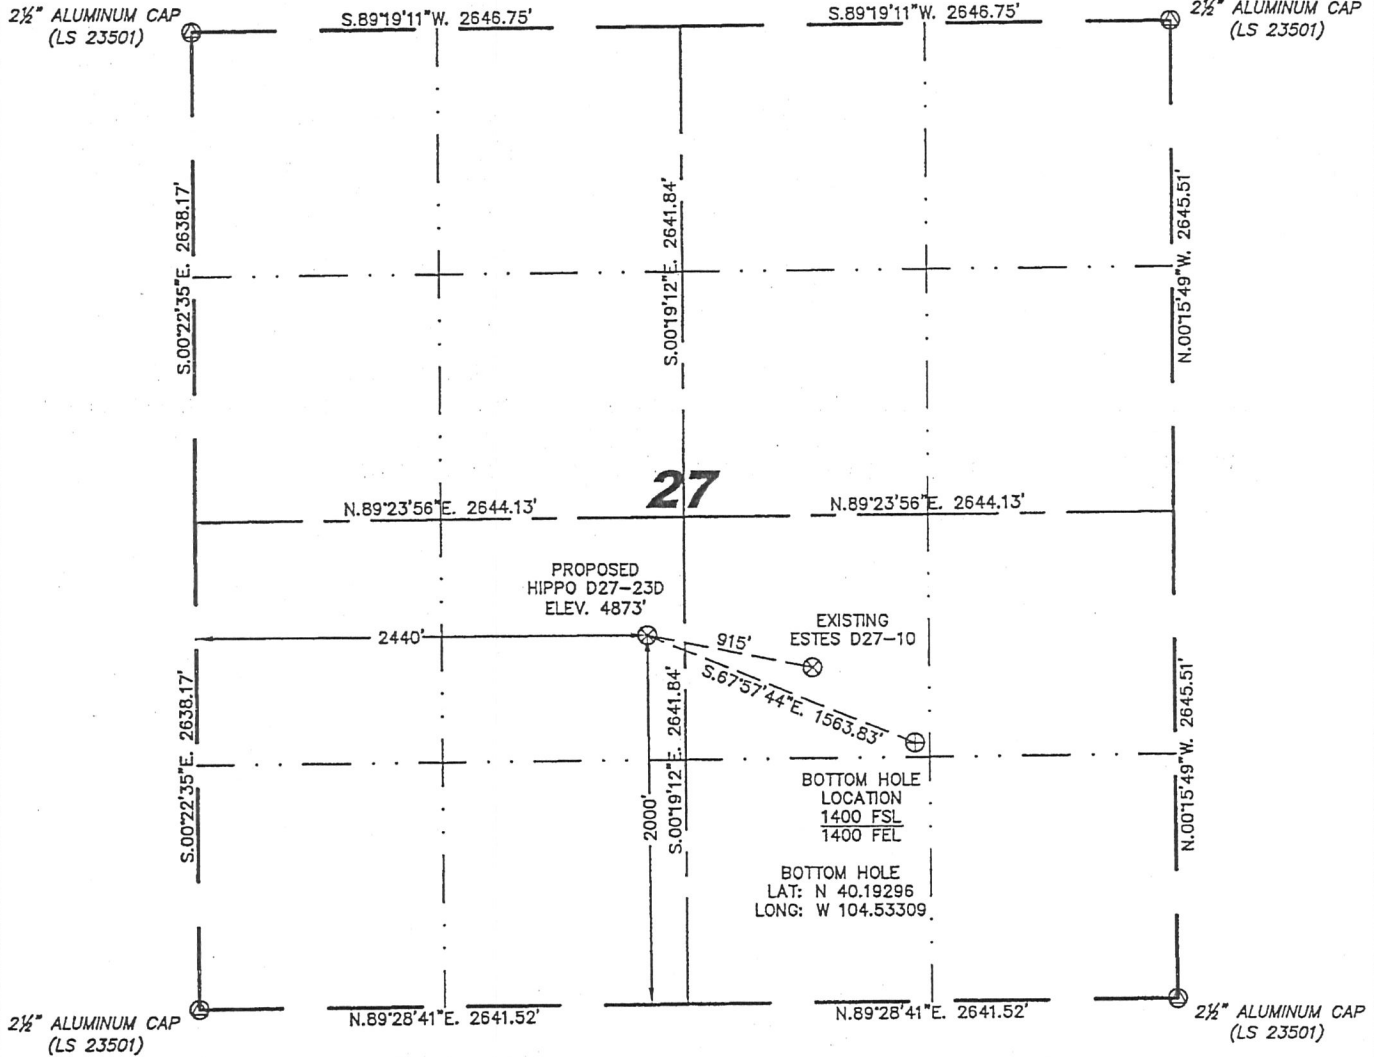 2½" ALUMINUM CAP
(LS 23501)
S.89°19'11"W. 2646.75'
S.89°19'11"W. 2646.75'
2½" ALUMINUM CAP
(LS 23501)
S.00°22'35"E. 2638.17'
S.00°19'12"E. 2641.84'
N.00°15'49"W. 2645.51'
27
N.89°23'56"E. 2644.13'
N.89°23'56"E. 2644.13'
PROPOSED
HIPPO D27-23D
ELEV. 4873'
EXISTING
ESTES D27-10
2440'
915'
S.67°57'44"E. 1563.83'
S.00°22'35"E. 2638.17'
2000'
S.00°19'12"E. 2641.84'
N.00°15'49"W. 2645.51'
BOTTOM HOLE
LOCATION
1400 FSL
1400 FEL
BOTTOM HOLE
LAT: N 40.19296
LONG: W 104.53309
2½" ALUMINUM CAP
(LS 23501)
N.89°28'41"E. 2641.52'
N.89°28'41"E. 2641.52'
2½" ALUMINUM CAP
(LS 23501)